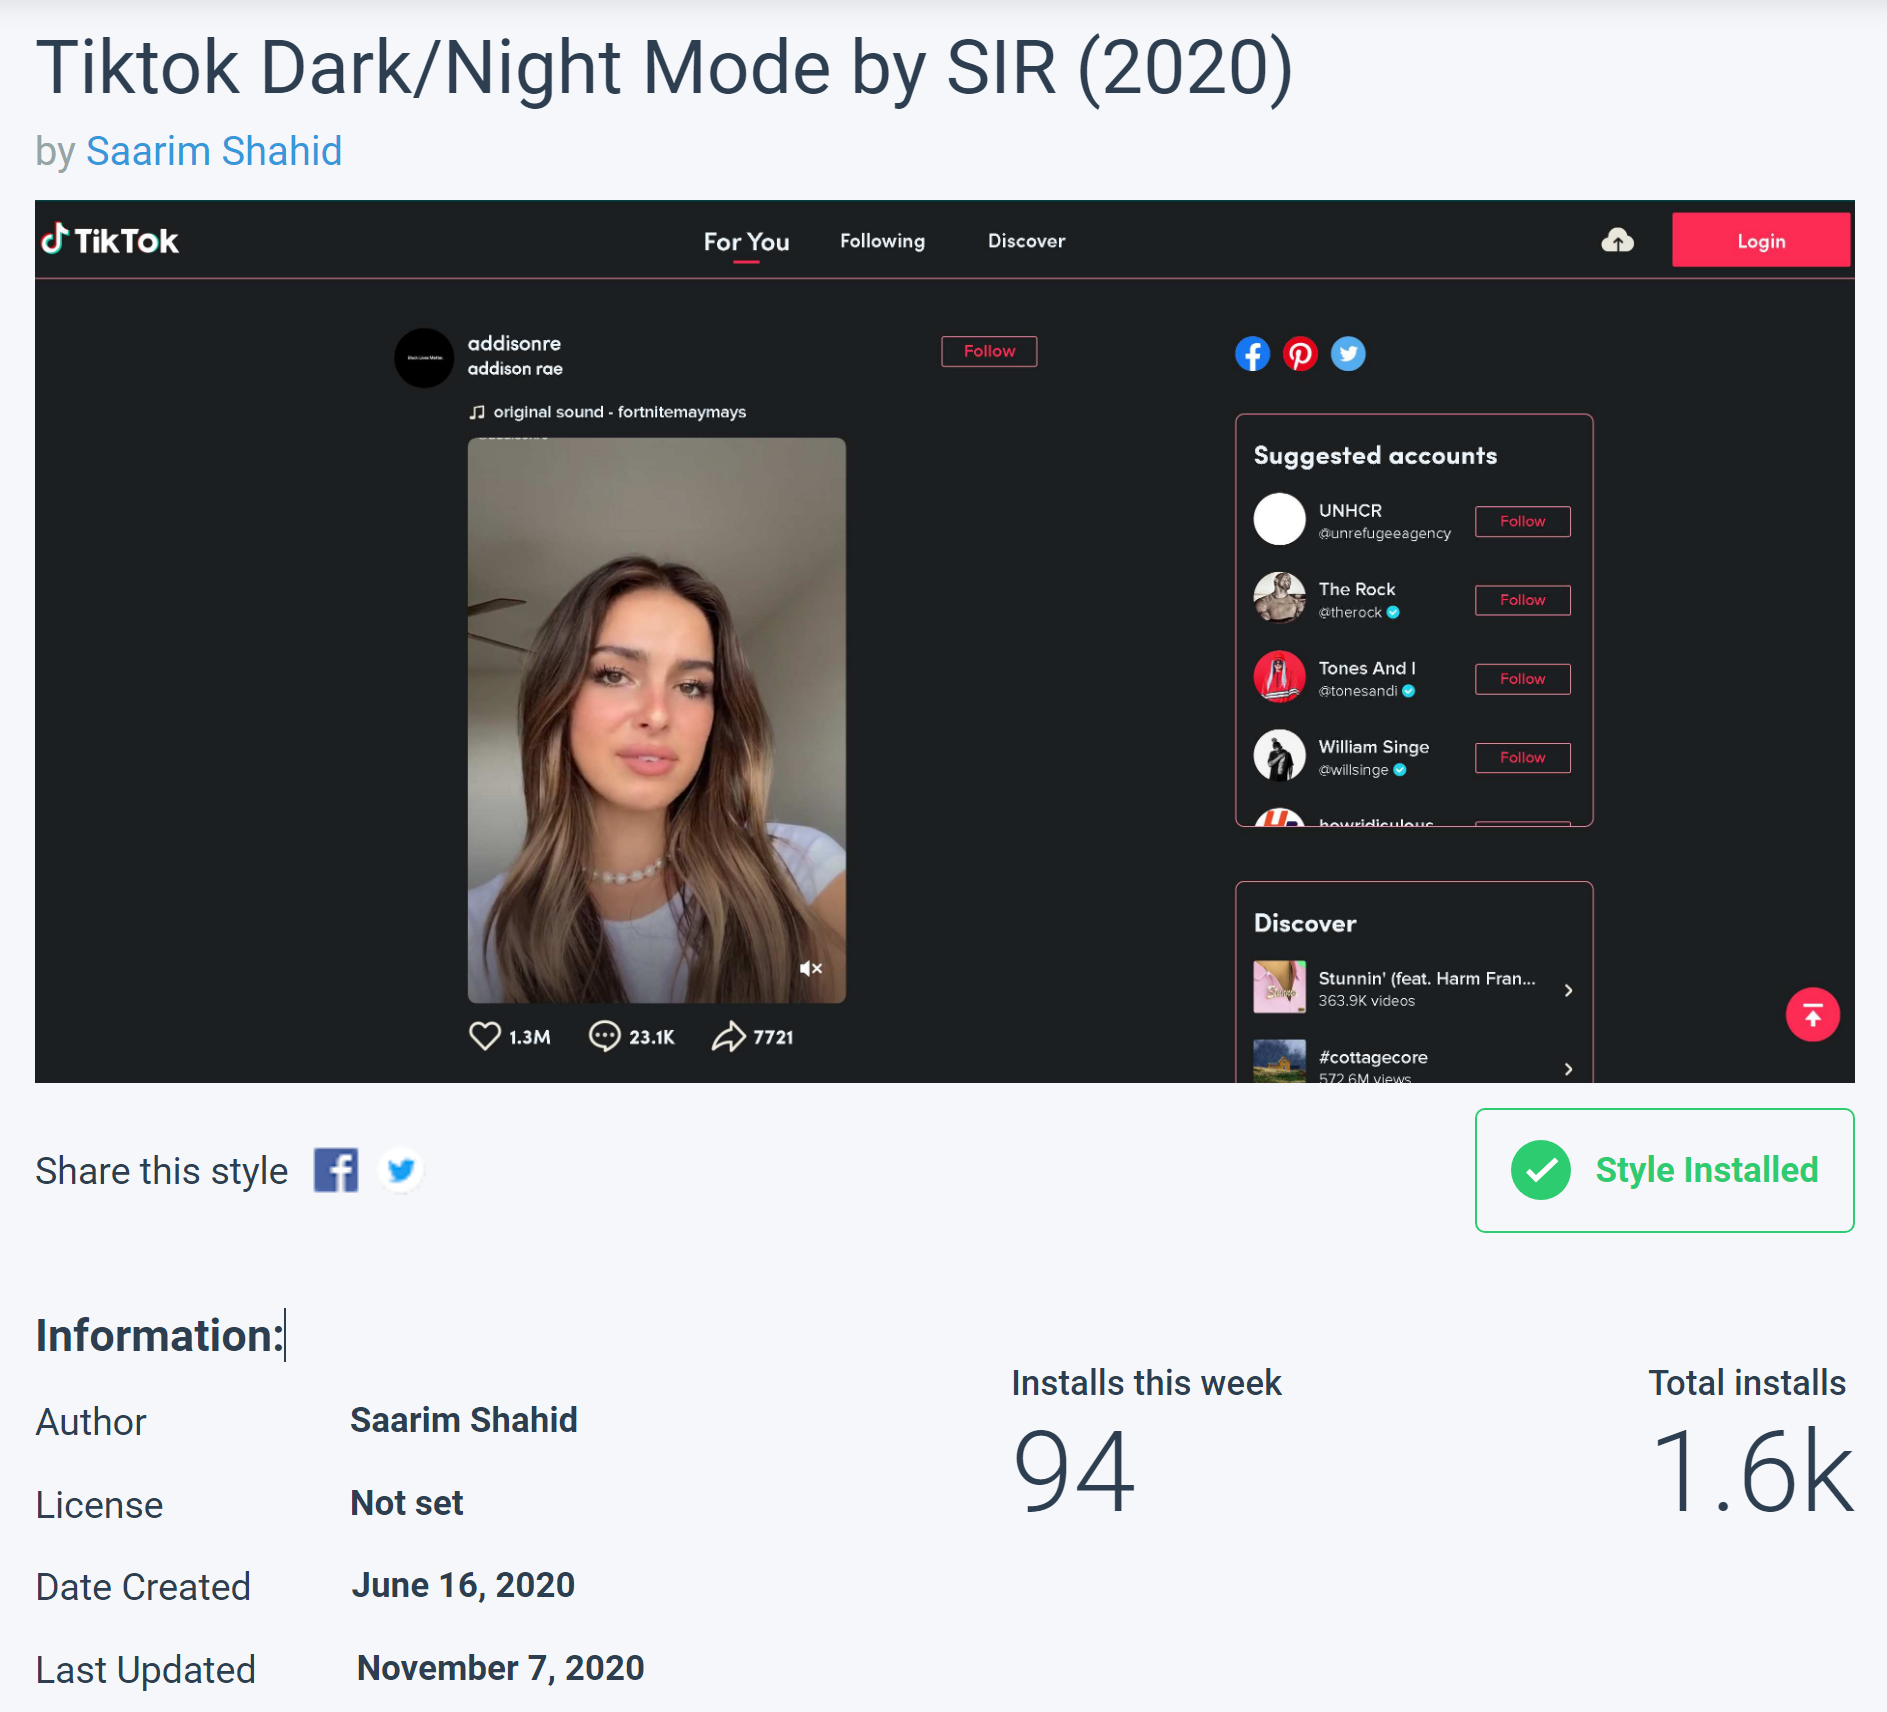 Tiktok Dark/Night Mode by SIR (2020)
by Saarim Shahid
TikTok
For You
Following
Discover
Login
addisonre
addison rae
Follow
original sound - fortnitemaymays
Suggested accounts
UNHCR
@unrefugeeagency
Follow
The Rock
@therock
Follow
Tones And I
@tonesandi
Follow
William Singe
@willsinge
Follow
howridiculous
Discover
Stunnin' (feat. Harm Fran...
363.9K videos
#cottagecore
572.6M views
1.3M
23.1K
7721
Share this style
Style Installed
Information:
Author
Saarim Shahid
License
Not set
Date Created
June 16, 2020
Last Updated
November 7, 2020
Installs this week
94
Total installs
1.6k